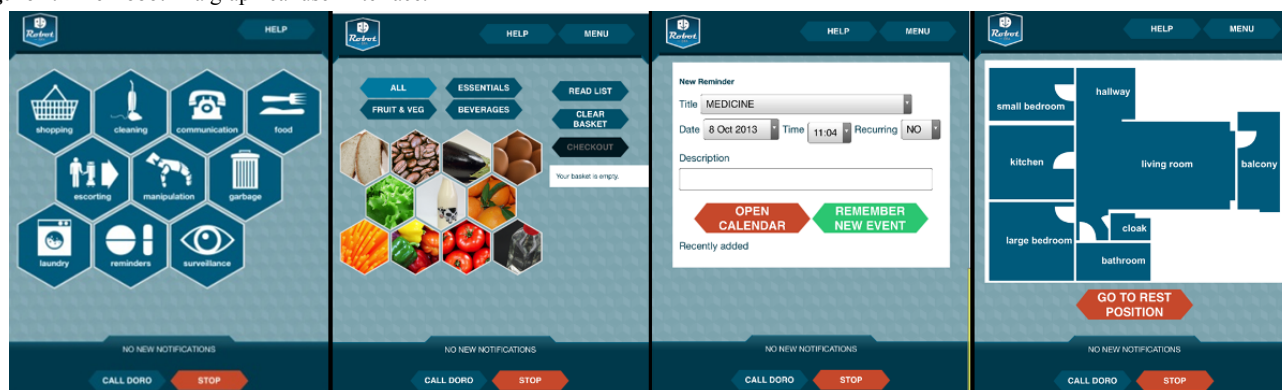 Robot
HELP
shopping
cleaning
communication
food
escorting
manipulation
garbage
laundry
reminders
surveillance
NO NEW NOTIFICATIONS
CALL DORO
STOP
Robot
HELP
MENU
ALL
ESSENTIALS
FRUIT & VEG
BEVERAGES
READ LIST
CLEAR
BASKET
CHECKOUT
Your basket is empty.
NO NEW NOTIFICATIONS
CALL DORO
STOP
Robot
HELP
MENU
New Reminder
Title MEDICINE
Date 8 Oct 2013 Time 11:04 Recurring NO
Description
OPEN
CALENDAR
REMEMBER
NEW EVENT
Recently added
NO NEW NOTIFICATIONS
CALL DORO
STOP
Robot
HELP
MENU
small bedroom
hallway
kitchen
living room
balcony
large bedroom
cloak
bathroom
GO TO REST
POSITION
NO NEW NOTIFICATIONS
CALL DORO
STOP